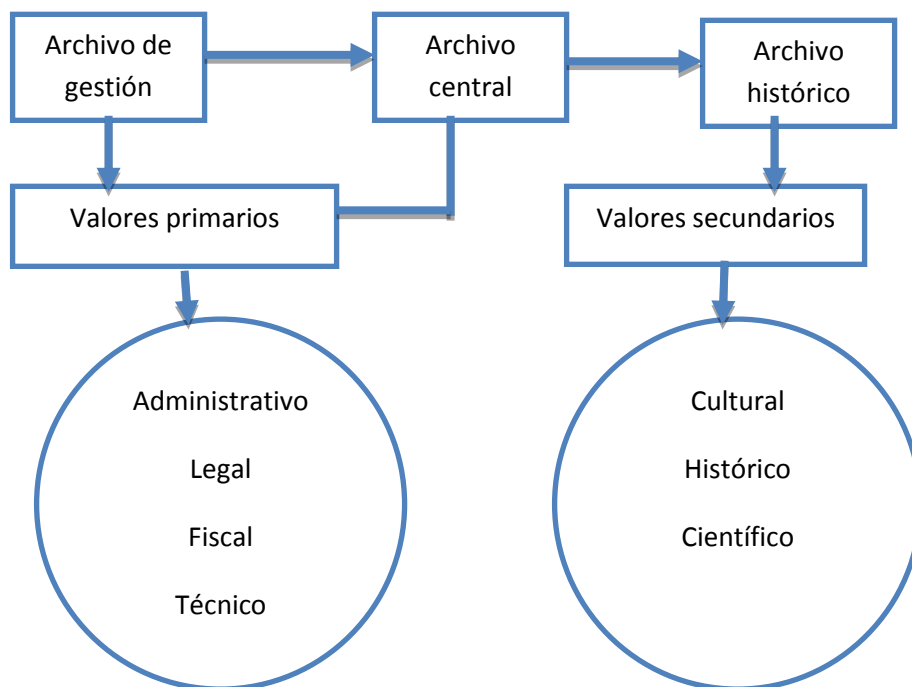 Archivo de
gestión
Archivo
central
Archivo
histórico
Valores primarios
Valores secundarios
Administrativo
Legal
Fiscal
Técnico
Cultural
Histórico
Científico